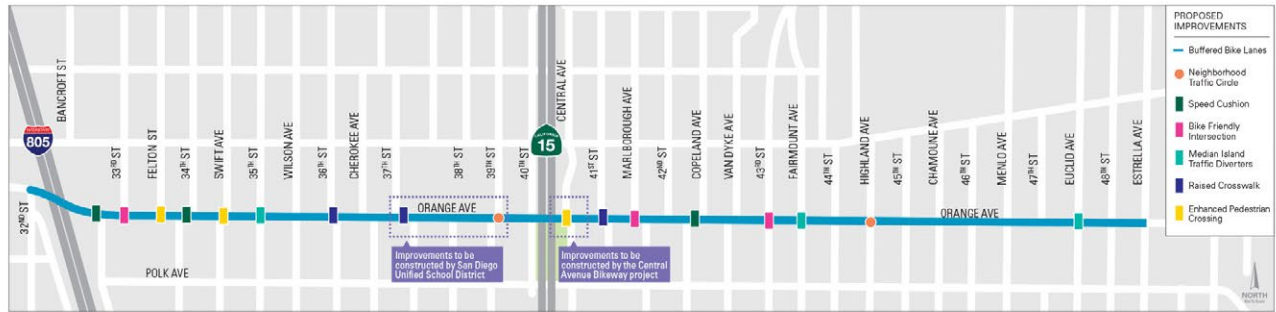 PROPOSED
IMPROVEMENTS
Buffered Bike Lanes
Neighborhood
Traffic Circle
Speed Cushion
Bike Friendly
Intersection
Median Island
Traffic Diverters
Raised Crosswalk
Enhanced Pedestrian
Crossing
INTERSTATE
805
CALIFORNIA
15
32ND ST
BANCROFT ST
33RD ST
FELTON ST
34TH ST
SWIFT AVE
35TH ST
WILSON AVE
36TH ST
CHEROKEE AVE
37TH ST
38TH ST
39TH ST
40TH ST
CENTRAL AVE
41ST ST
MARLBOROUGH AVE
42ND ST
COPELAND AVE
VANDYKE AVE
43RD ST
FAIRMOUNT AVE
44TH ST
HIGHLAND AVE
45TH ST
CHAMOUNE AVE
46TH ST
MENLO AVE
47TH ST
EUCLID AVE
48TH ST
ESTRELLA AVE
ORANGE AVE
ORANGE AVE
Improvements to be
constructed by San Diego
Unified School District
Improvements to be
constructed by the Central
Avenue Bikeway project
POLK AVE
NORTH